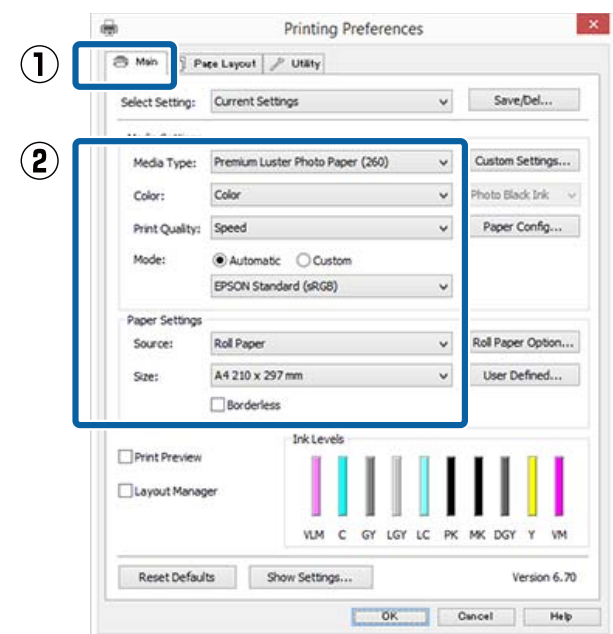 Printing Preferences
①
Main Page Layout Utility
Select Setting: Current Settings Save/Del...
②
Media Type: Premium Luster Photo Paper (260) Custom Settings...
Color: Color Photo Black Ink
Print Quality: Speed Paper Config...
Mode: Automatic Custom
EPSON Standard (sRGB)
Paper Settings
Source: Roll Paper Roll Paper Option...
Size: A4 210 x 297 mm User Defined...
Borderless
Ink Levels
Print Preview
Layout Manager
VLM C GY LGY LC PK MK DGY Y VM
Reset Defaults Show Settings... Version 6.70
OK Cancel Help